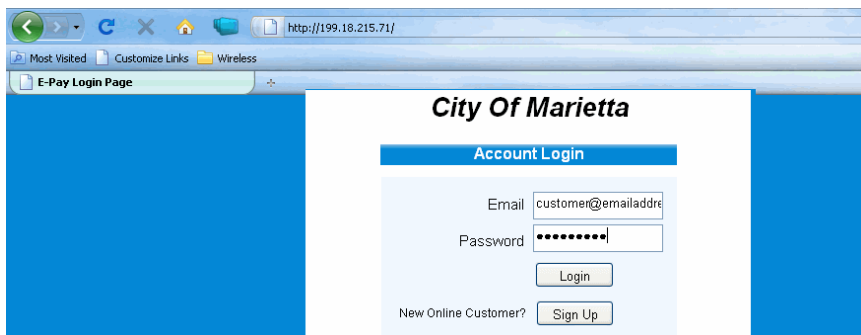 http://199.18.215.71/
Most Visited Customize Links Wireless
E-Pay Login Page
City Of Marietta
Account Login
Email customer@emailaddre
Password •••••••••
Login
New Online Customer? Sign Up